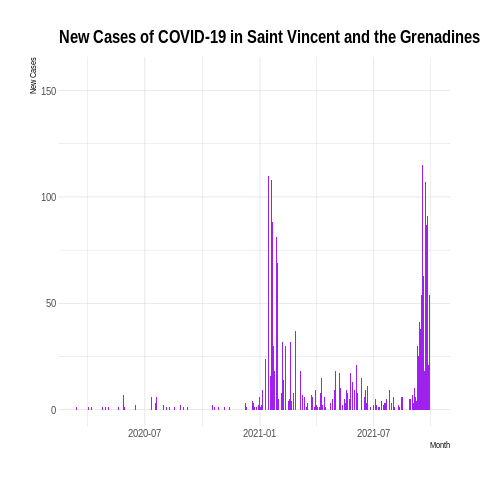 New Cases of COVID-19 in Saint Vincent and the Grenadines
New Cases
150
100
50
0
2020-07
2021-01
2021-07
Month